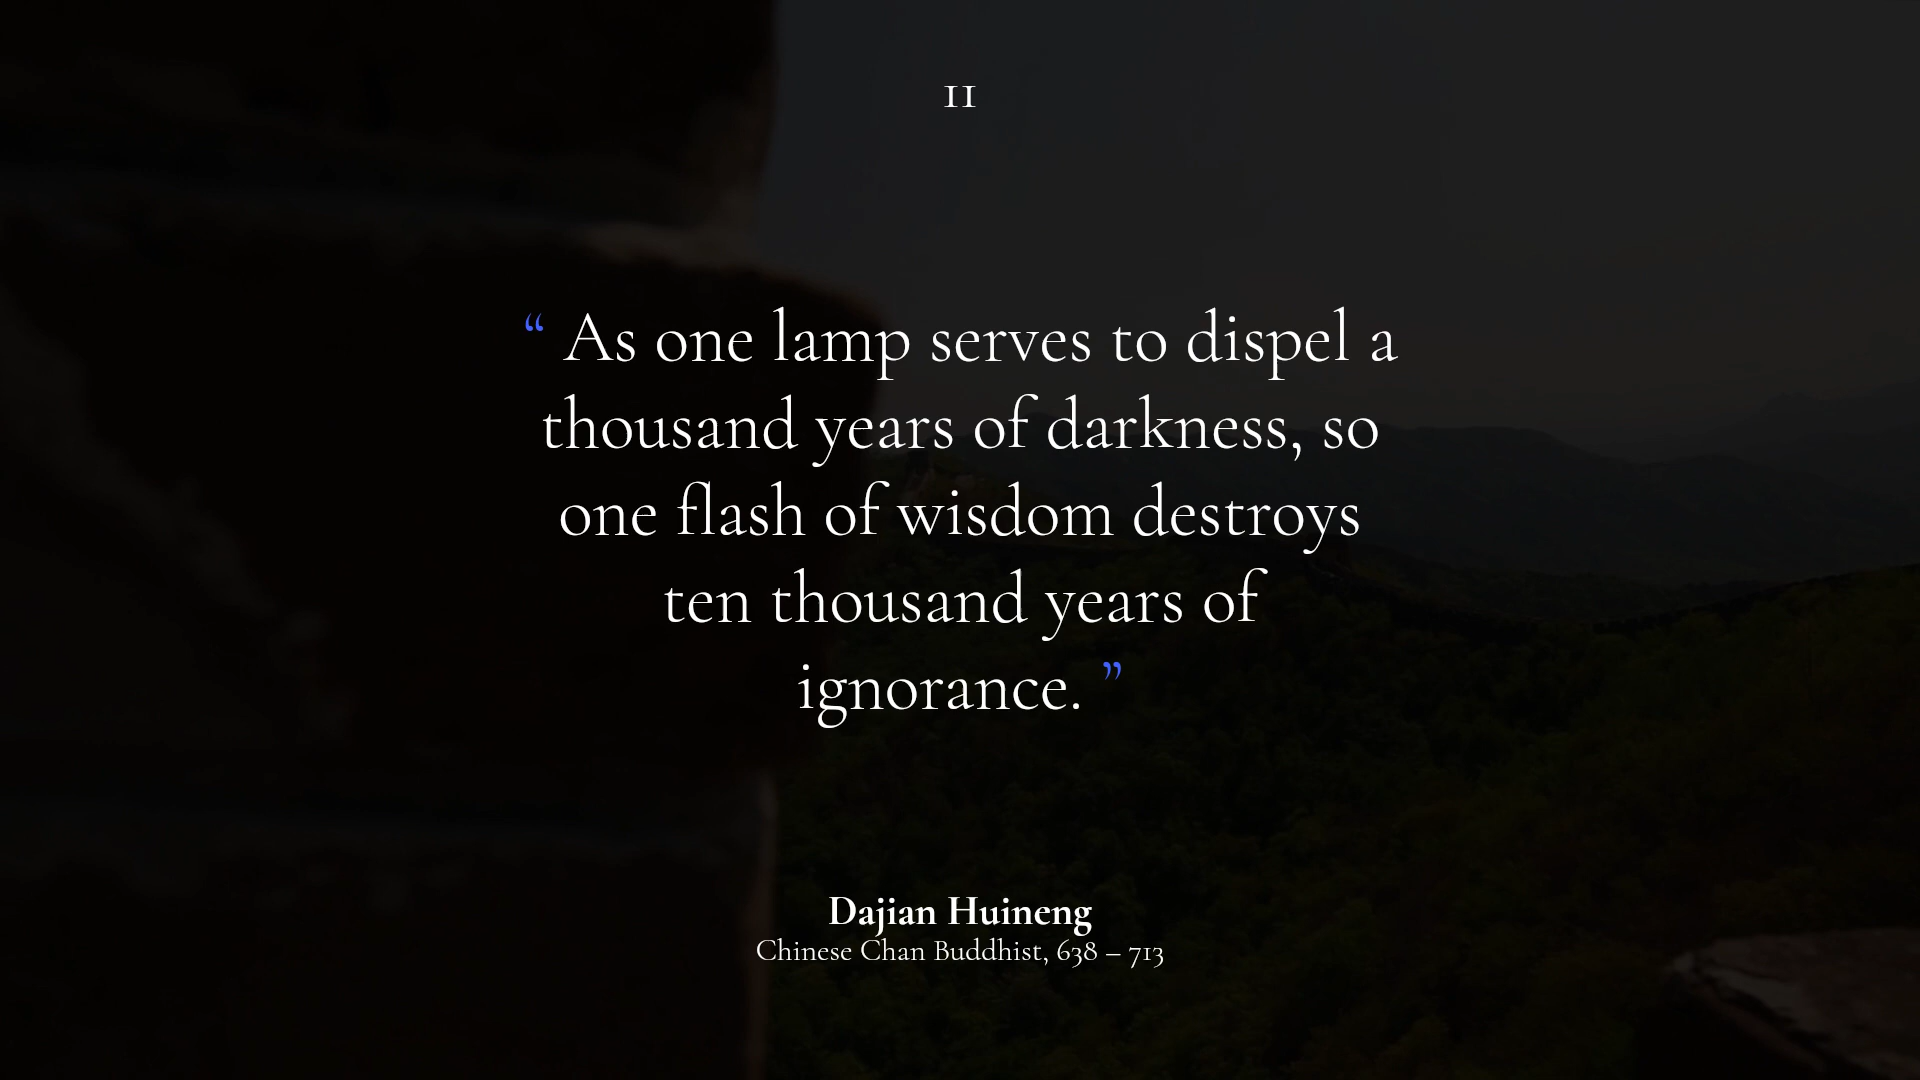 11
“ As one lamp serves to dispel a
thousand years of darkness, so
one flash of wisdom destroys
ten thousand years of
ignorance. ”
Dajian Huineng
Chinese Chan Buddhist, 638 – 713